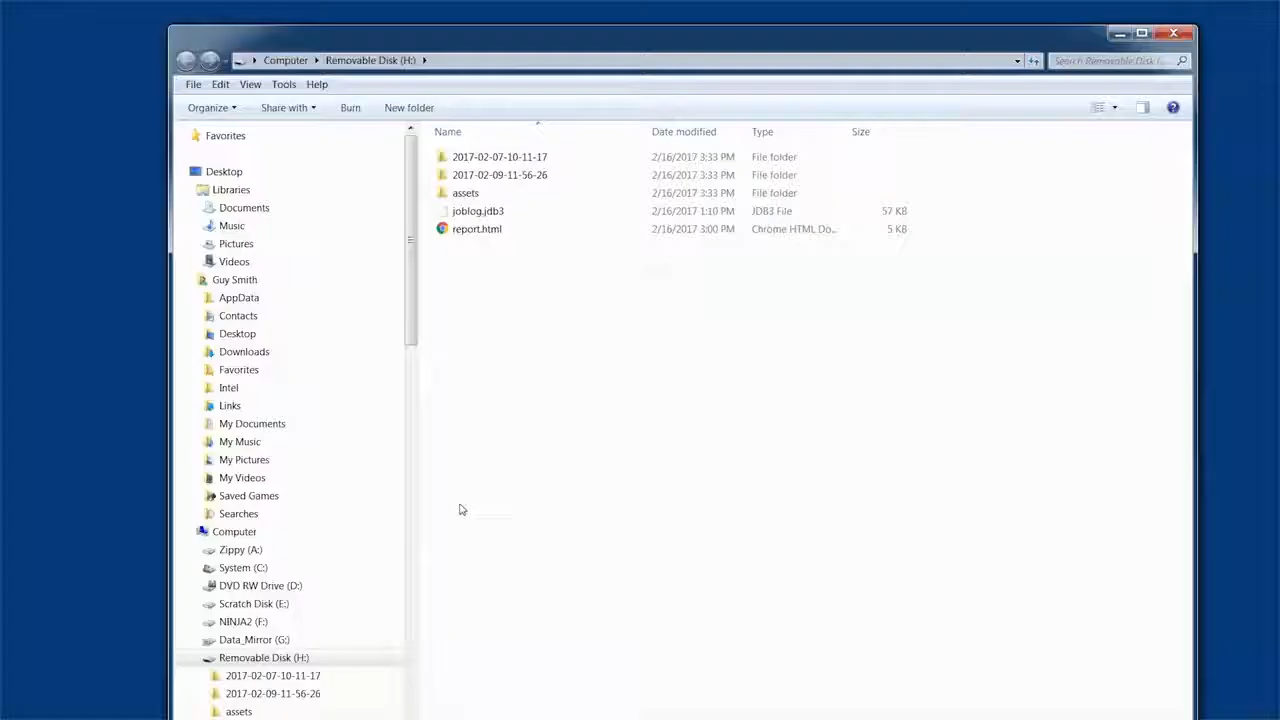 Computer Removable Disk (H:) Search Removable Disk (...
File Edit View Tools Help
Organize Share with Burn New folder
Name Date modified Type Size
Favorites
2017-02-07-10-11-17 2/16/2017 3:33 PM File folder
Desktop
2017-02-09-11-56-26 2/16/2017 3:33 PM File folder
Libraries
assets 2/16/2017 3:33 PM File folder
Documents
joblog.jdb3 2/16/2017 1:10 PM JDB3 File 57 KB
Music
report.html 2/16/2017 3:00 PM Chrome HTML Do... 5 KB
Pictures
Videos
Guy Smith
AppData
Contacts
Desktop
Downloads
Favorites
Intel
Links
My Documents
My Music
My Pictures
My Videos
Saved Games
Searches
Computer
Zippy (A:)
System (C:)
DVD RW Drive (D:)
Scratch Disk (E:)
NINJA2 (F:)
Data_Mirror (G:)
Removable Disk (H:)
2017-02-07-10-11-17
2017-02-09-11-56-26
assets